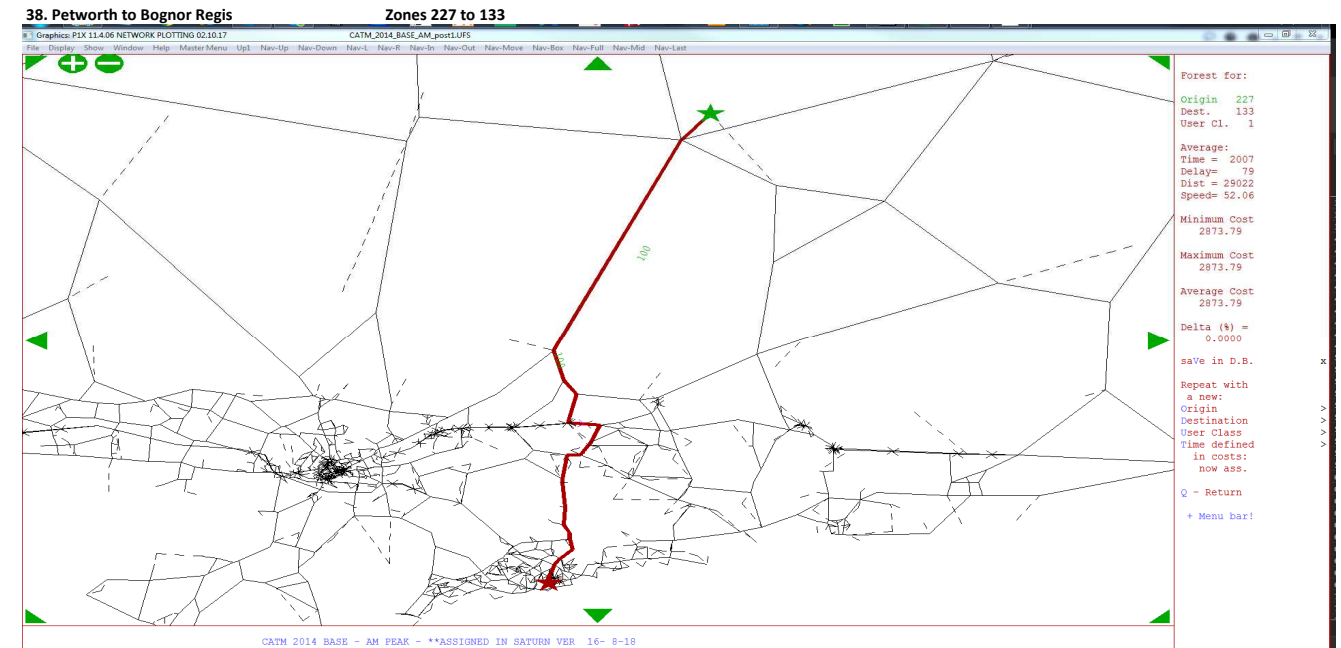 38. Petworth to Bognor Regis Zones 227 to 133
Graphics: P1X 11.4.06 NETWORK PLOTTING 02.10.17 CATM_2014_BASE_AM_post1.UFS
File Display Show Window Help MasterMenu Up1 Nav-Up Nav-Down Nav-L Nav-R Nav-In Nav-Out Nav-Move Nav-Box Nav-Full Nav-Mid Nav-Last
Forest for:
Origin 227
Dest. 133
User Cl. 1
Average:
Time = 2007
Delay= 79
Dist = 29022
Speed= 52.06
Minimum Cost
2873.79
Maximum Cost
2873.79
Average Cost
2873.79
Delta (%) =
0.0000
saVe in D.B. x
Repeat with
a new:
Origin >
Destination >
User Class >
Time defined >
in costs:
now ass.
Q - Return
+ Menu bar!
100
100
CATM 2014 BASE - AM PEAK - **ASSIGNED IN SATURN VER 16- 8-18